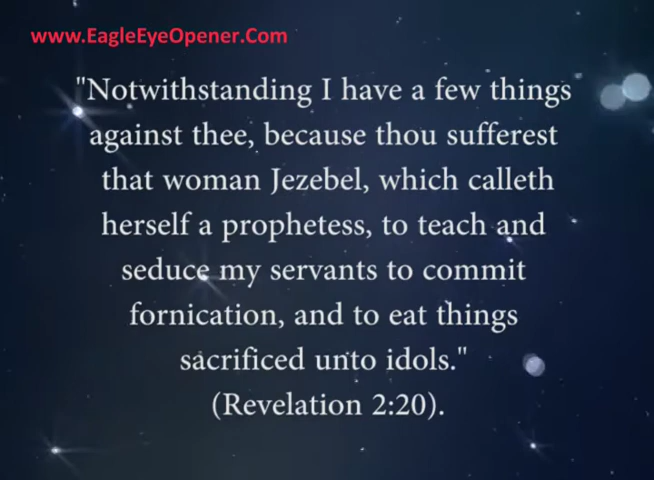 www.EagleEyeOpener.Com
"Notwithstanding I have a few things
against thee, because thou sufferest
that woman Jezebel, which calleth
herself a prophetess, to teach and
seduce my servants to commit
fornication, and to eat things
sacrificed unto idols."
(Revelation 2:20).